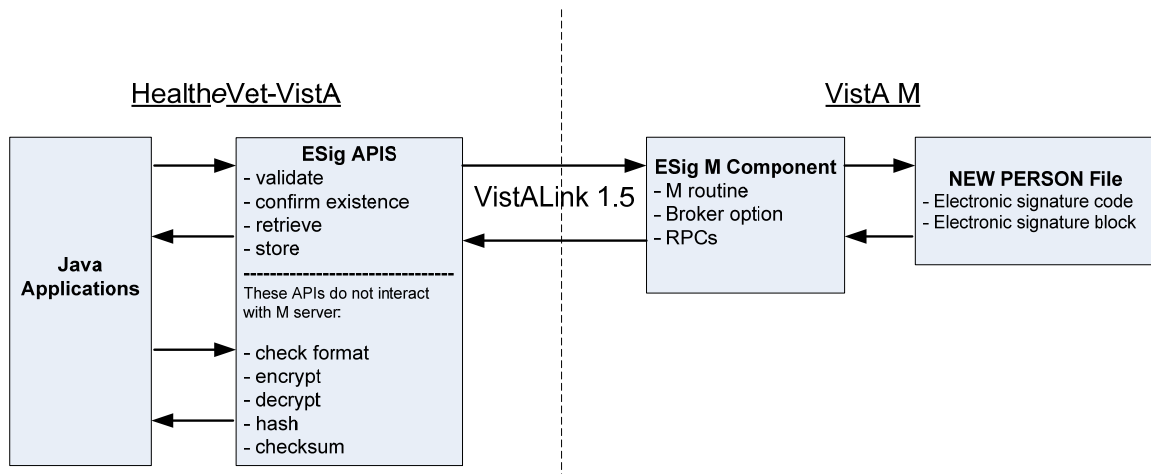 HealtheVet-VistA
VistA M
Java
Applications
ESig APIS
- validate
- confirm existence
- retrieve
- store
--------------------------------
These APIs do not interact
with M server:
- check format
- encrypt
- decrypt
- hash
- checksum
VistALink 1.5
ESig M Component
- M routine
- Broker option
- RPCs
NEW PERSON File
- Electronic signature code
- Electronic signature block